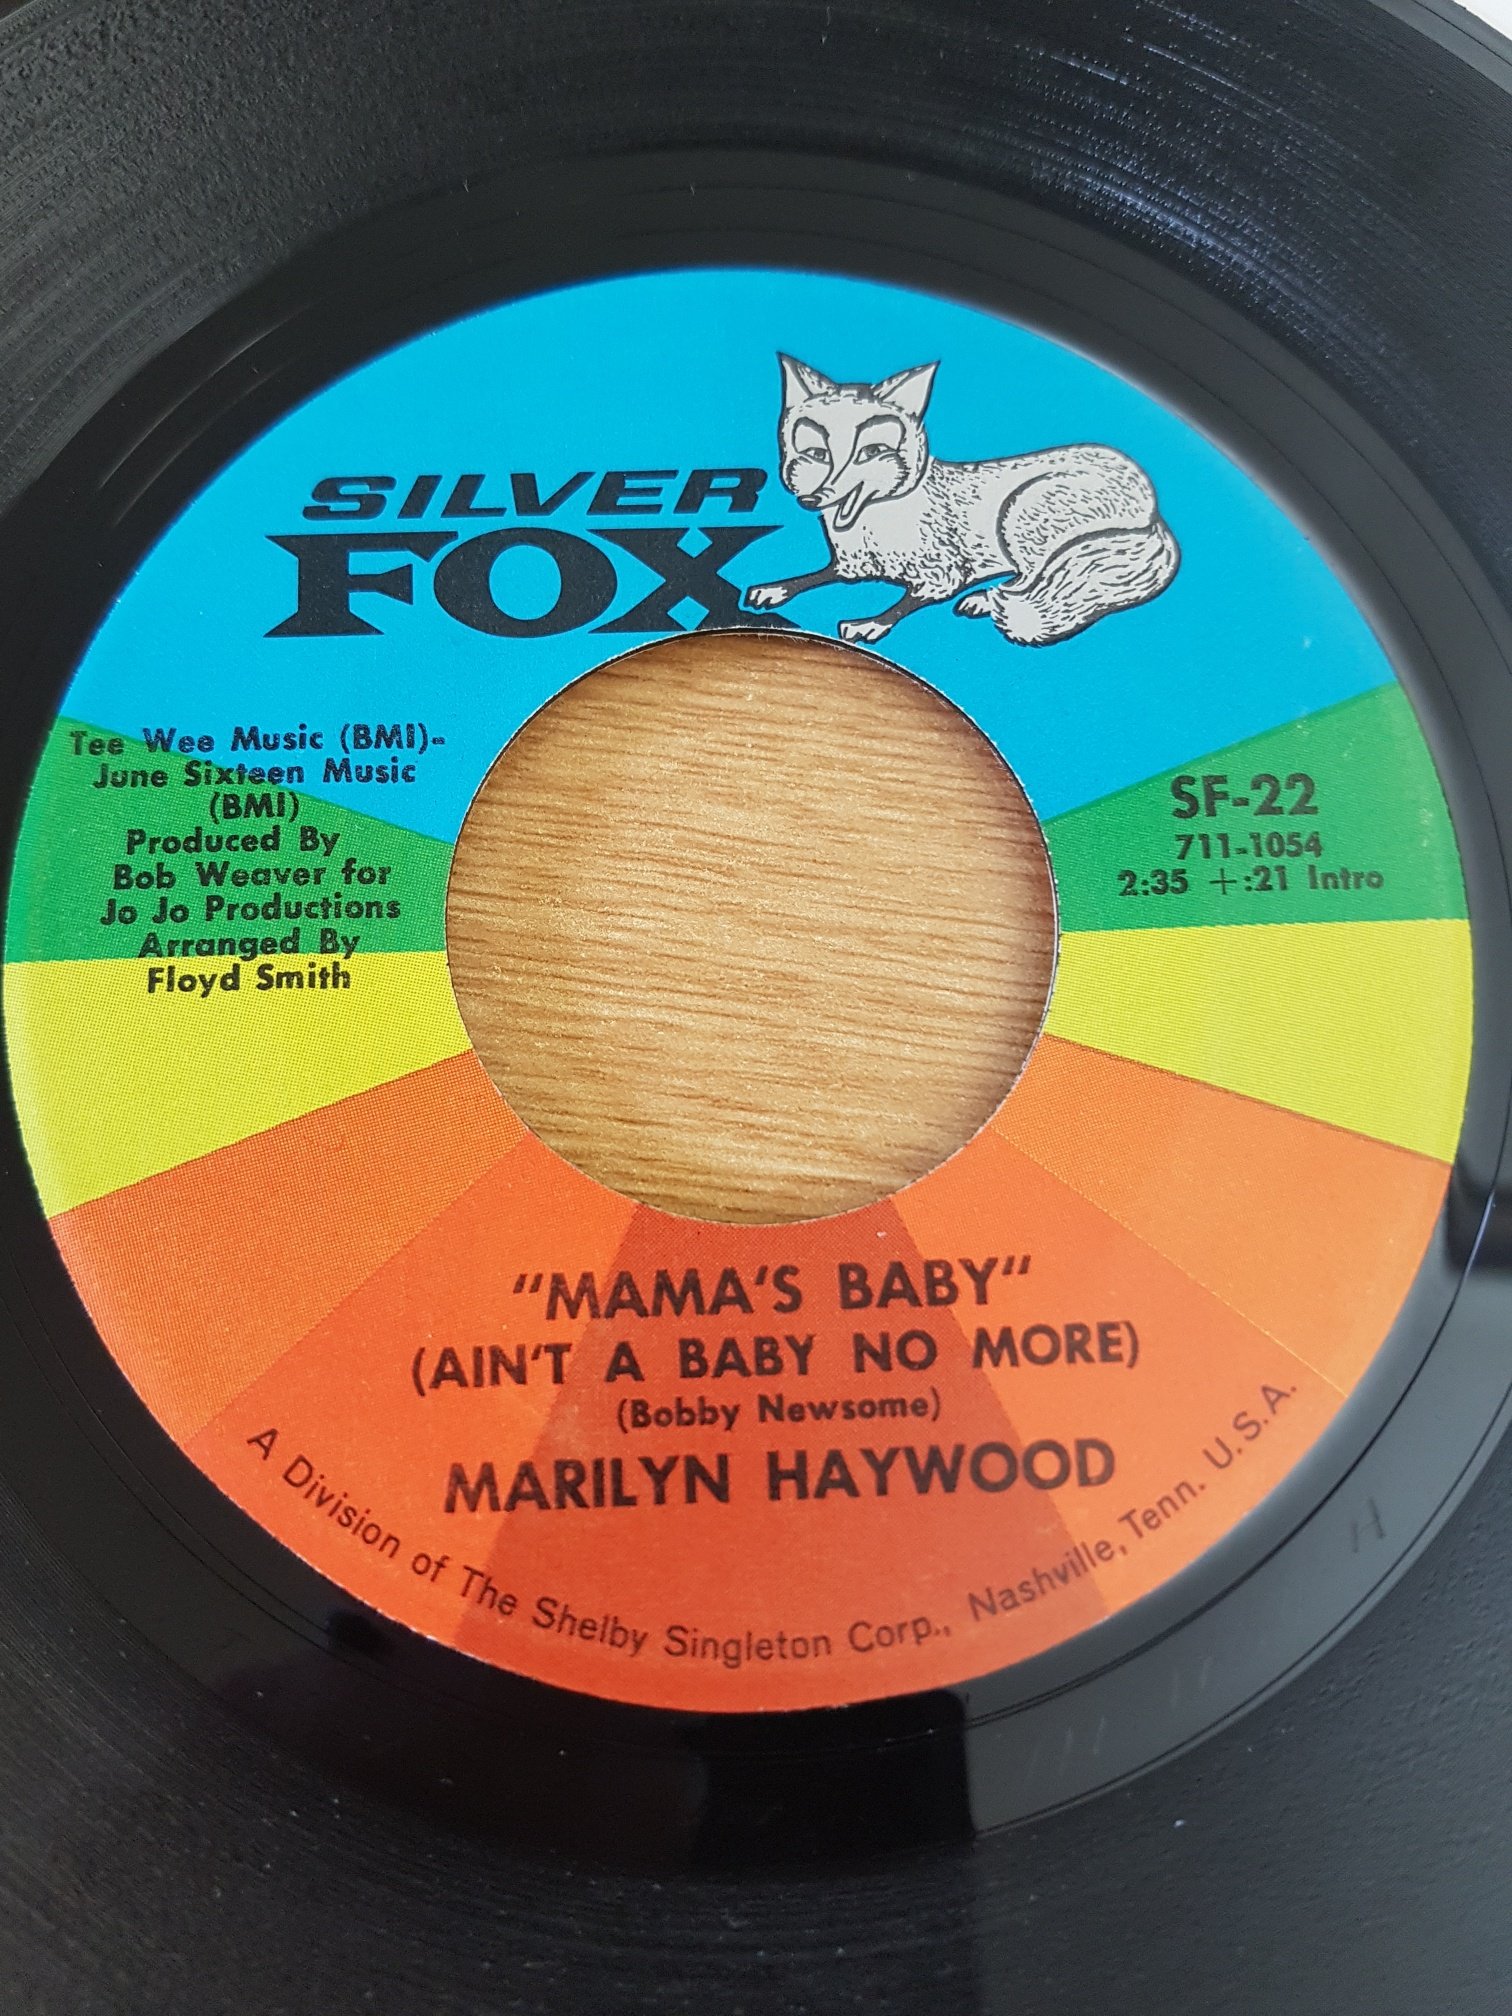 SILVER
FOX
Tee Wee Music (BMI)-
June Sixteen Music
(BMI)
Produced By
Bob Weaver for
Jo Jo Productions
Arranged By
Floyd Smith
SF-22
711-1054
2:35 +:21 Intro
"MAMA'S BABY"
(AIN'T A BABY NO MORE)
(Bobby Newsome)
MARILYN HAYWOOD
A Division of The Shelby Singleton Corp., Nashville, Tenn. U.S.A.